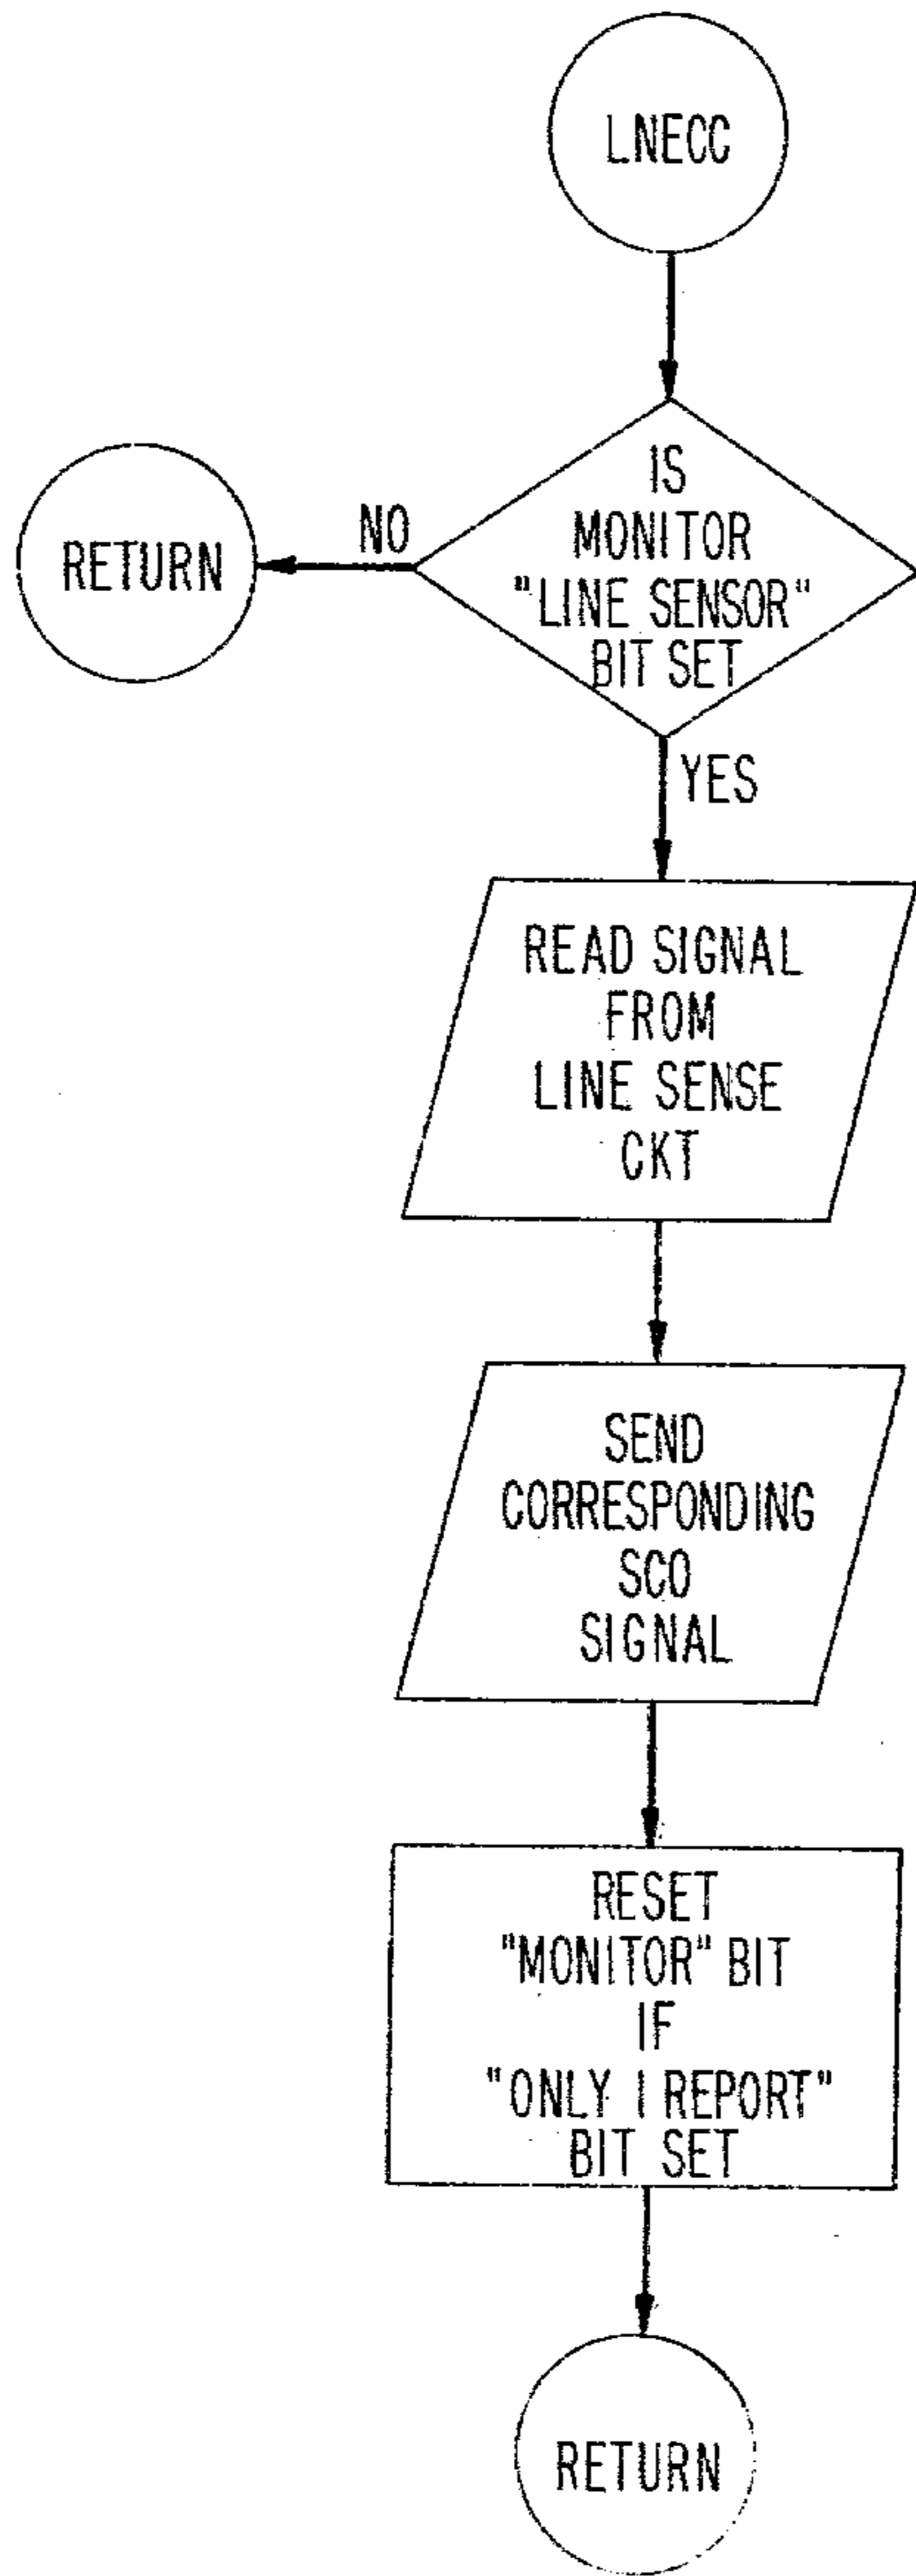 LNECC
IS
MONITOR
"LINE SENSOR"
BIT SET
NO
RETURN
YES
READ SIGNAL
FROM
LINE SENSE
CKT
SEND
CORRESPONDING
SCO
SIGNAL
RESET
"MONITOR" BIT
IF
"ONLY 1 REPORT"
BIT SET
RETURN